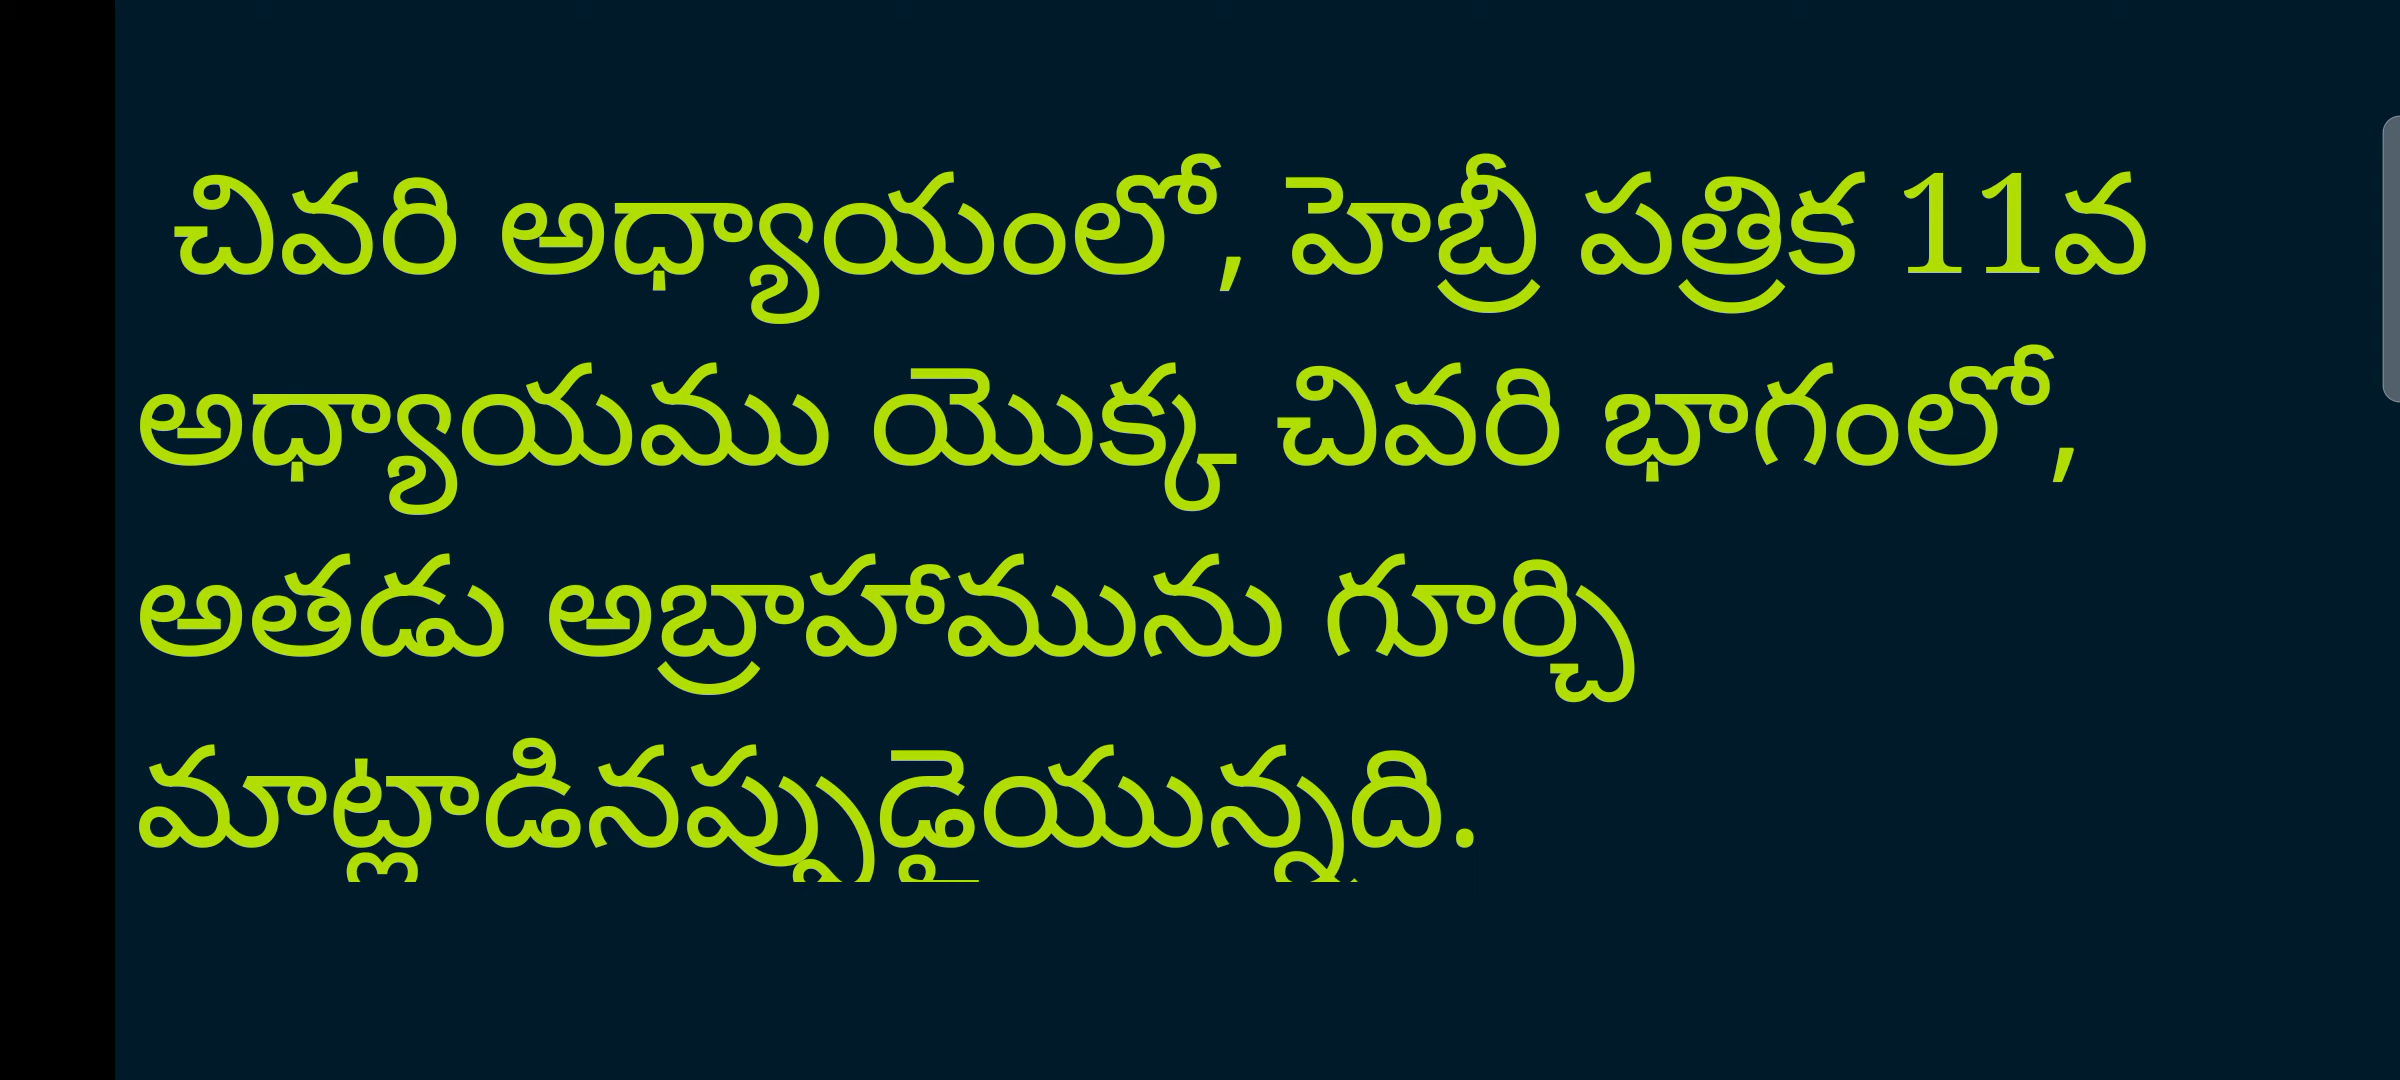 చివరి అధ్యాయంలో, హెబ్రీ పత్రిక 11వ
అధ్యాయము యొక్క చివరి భాగంలో,
అతడు అబ్రాహామును గూర్చి
మాట్లాడినప్పుడైయున్నది.